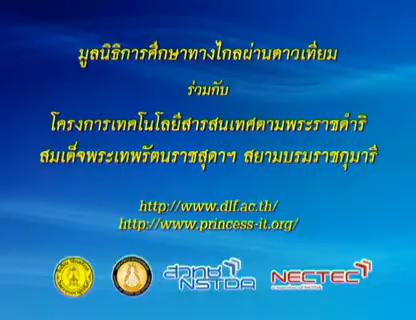 มูลนิธิการศึกษาทางไกลผ่านดาวเทียม
ร่วมกับ
โครงการเทคโนโลยีสารสนเทศตามพระราชดำริ
สมเด็จพระเทพรัตนราชสุดาฯ สยามบรมราชกุมารี
http://www.dlf.ac.th/
http://www.princess-it.org/
สวทช
NSTDA
NECTEC